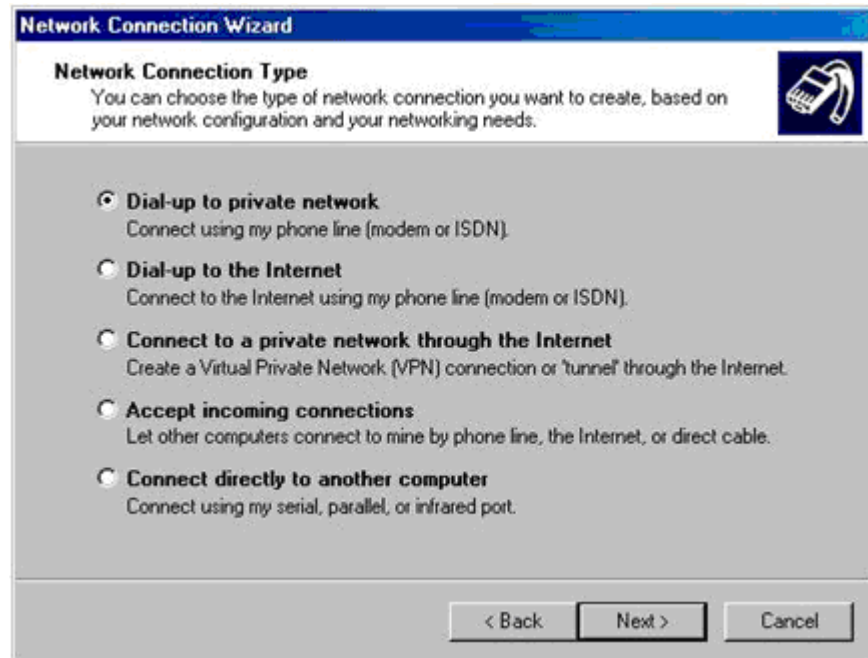 Network Connection Wizard
Network Connection Type
You can choose the type of network connection you want to create, based on
your network configuration and your networking needs.
Dial-up to private network
Connect using my phone line (modem or ISDN).
Dial-up to the Internet
Connect to the Internet using my phone line (modem or ISDN).
Connect to a private network through the Internet
Create a Virtual Private Network (VPN) connection or 'tunnel' through the Internet.
Accept incoming connections
Let other computers connect to mine by phone line, the Internet, or direct cable.
Connect directly to another computer
Connect using my serial, parallel, or infrared port.
< Back Next > Cancel